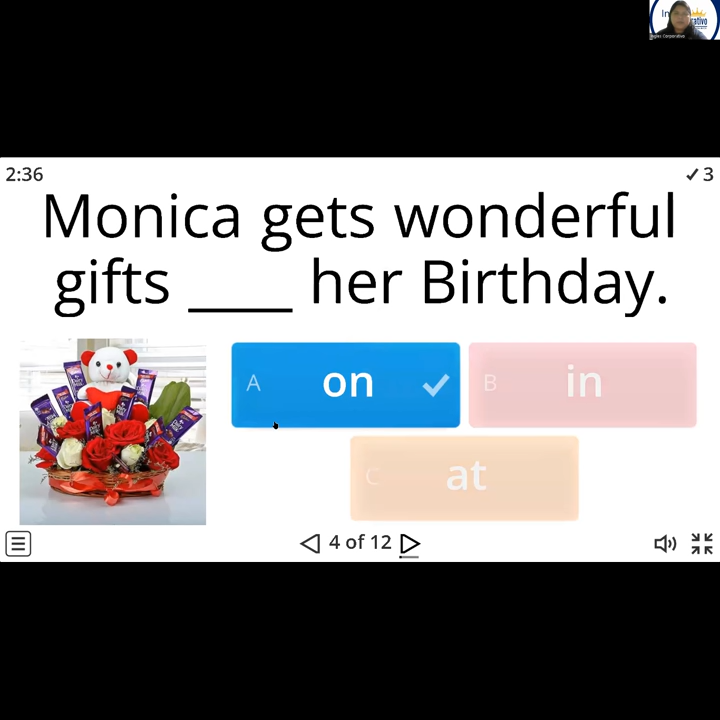 2:36
✓3
Monica gets wonderful
gifts ____ her Birthday.
A on
B in
C at
4 of 12